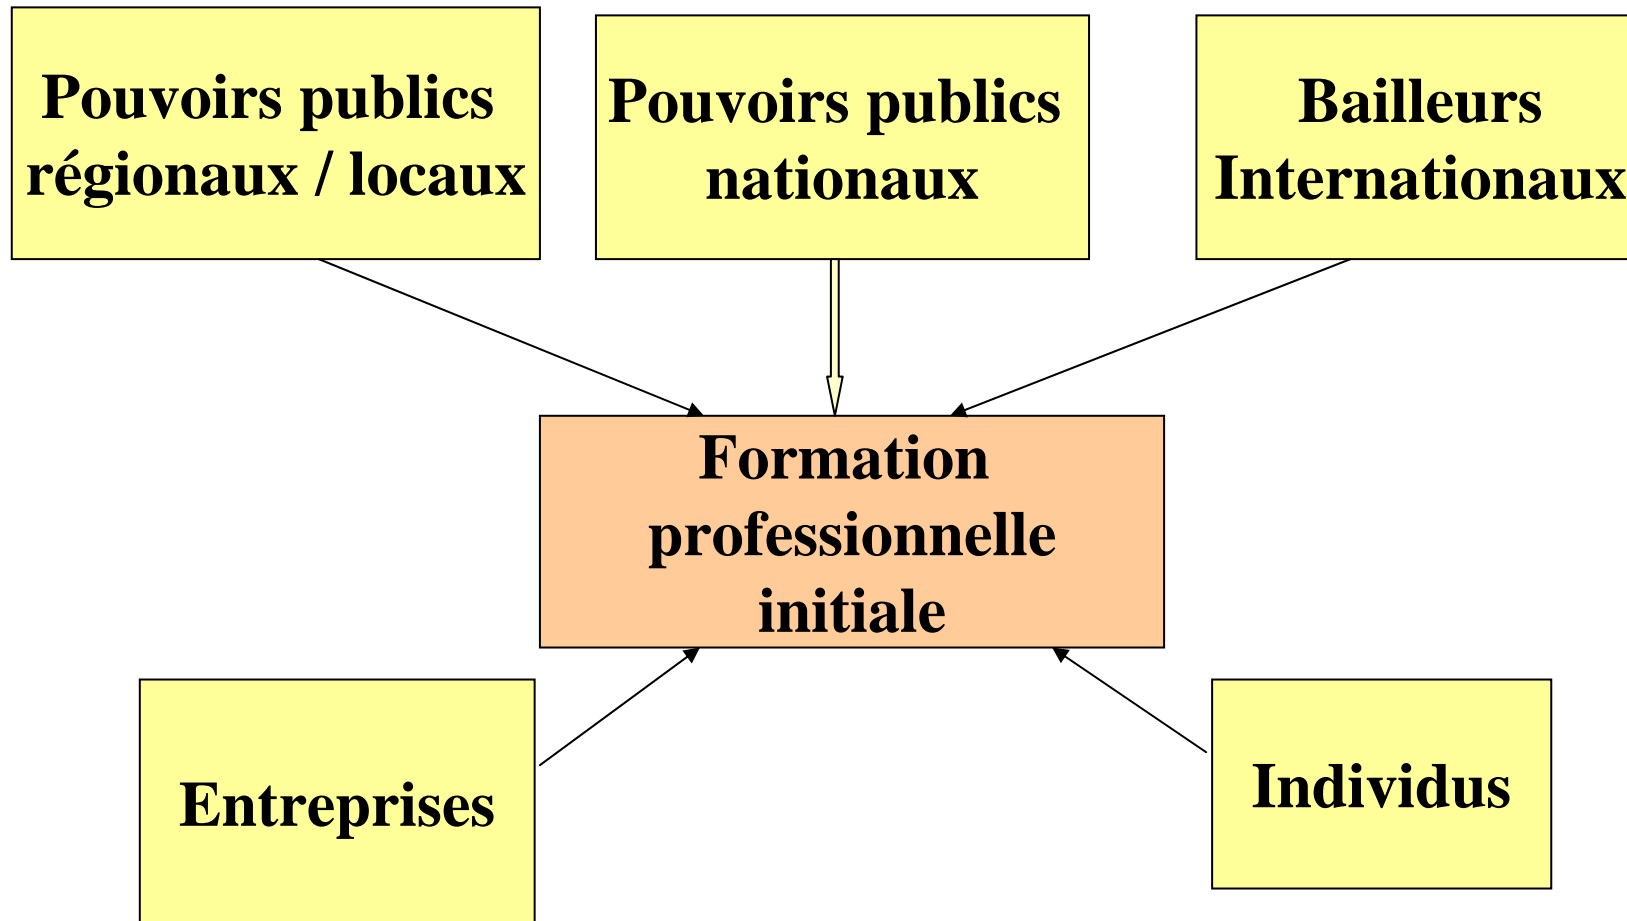 Pouvoirs publics
régionaux / locaux
Pouvoirs publics
nationaux
Bailleurs
Internationaux
Formation
professionnelle
initiale
Entreprises
Individus